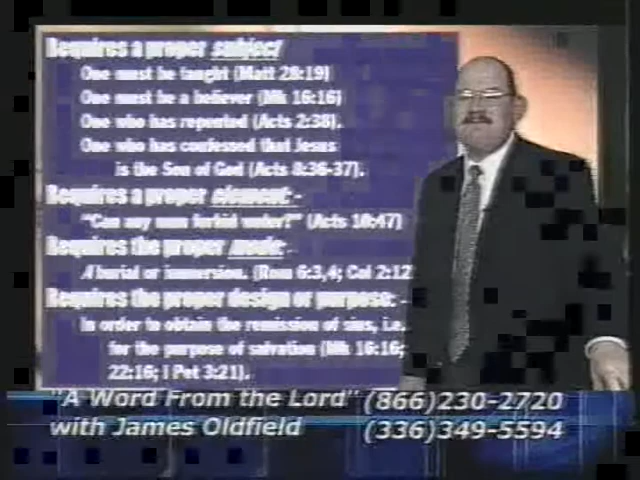 Requires a proper subject
One must be taught (Matt 28:19)
One must be a believer (Mk 16:16)
One who has repented (Acts 2:38).
One who has confessed that Jesus
is the Son of God (Acts 8:36-37).
Requires a proper element: -
"Can any man forbid water?" (Acts 10:47)
Requires the proper mode: -
A burial or immersion. (Rom 6:3,4; Col 2:12
Requires the proper design or purpose: -
In order to obtain the remission of sins, i.e.
for the purpose of salvation (Mk 16:16;
22:16; I Pet 3:21).
"A Word From the Lord" (866)230-2720
with James Oldfield (336)349-5594